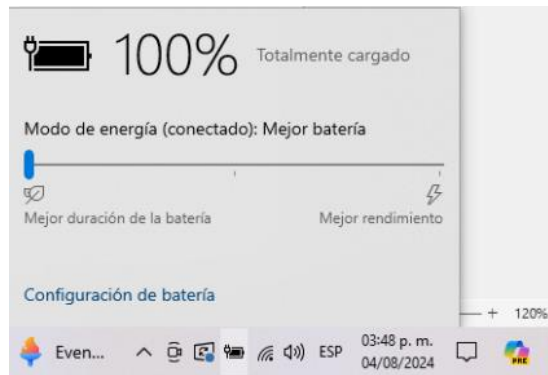 100% Totalmente cargado
Modo de energía (conectado): Mejor batería
Mejor duración de la batería Mejor rendimiento
Configuración de batería
120%
Even... ESP 03:48 p. m.
04/08/2024
PRE